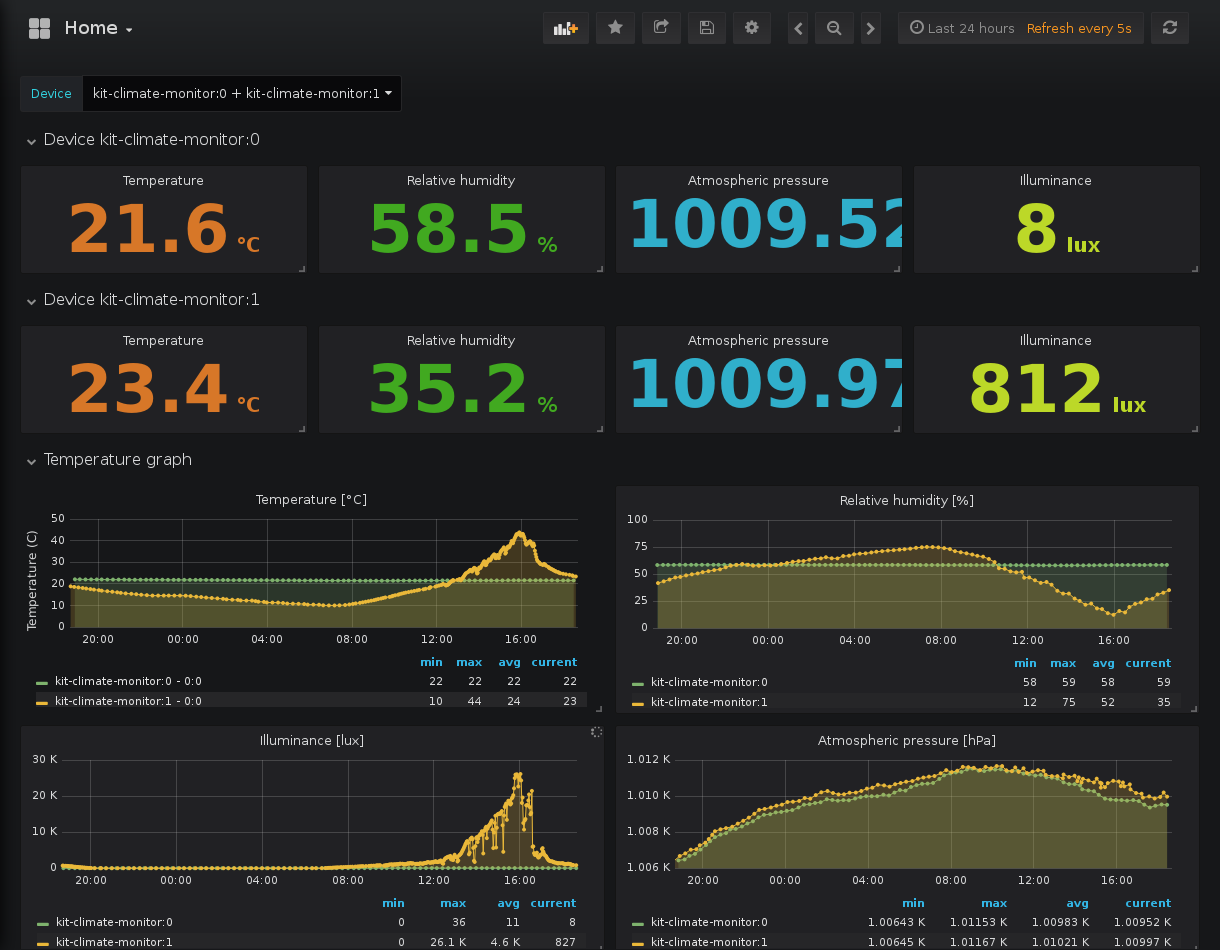 Home
Last 24 hours Refresh every 5s
Device kit-climate-monitor:0 + kit-climate-monitor:1
Device kit-climate-monitor:0
Temperature Relative humidity Atmospheric pressure Illuminance
21.6 °C 58.5 % 1009.52 8 lux
Device kit-climate-monitor:1
Temperature Relative humidity Atmospheric pressure Illuminance
23.4 °C 35.2 % 1009.97 812 lux
Temperature graph
Temperature [°C]
Temperature (C)
50
40
30
20
10
0
20:00 00:00 04:00 08:00 12:00 16:00
min max avg current
kit-climate-monitor:0 - 0:0 22 22 22 22
kit-climate-monitor:1 - 0:0 10 44 24 23
Relative humidity [%]
100
75
50
25
0
20:00 00:00 04:00 08:00 12:00 16:00
min max avg current
kit-climate-monitor:0 58 59 58 59
kit-climate-monitor:1 12 75 52 35
Illuminance [lux]
30 K
20 K
10 K
0
20:00 00:00 04:00 08:00 12:00 16:00
min max avg current
kit-climate-monitor:0 0 36 11 8
kit-climate-monitor:1 0 26.1 K 4.6 K 827
Atmospheric pressure [hPa]
1.012 K
1.010 K
1.008 K
1.006 K
20:00 00:00 04:00 08:00 12:00 16:00
min max avg current
kit-climate-monitor:0 1.00643 K 1.01153 K 1.00983 K 1.00952 K
kit-climate-monitor:1 1.00645 K 1.01167 K 1.01021 K 1.00997 K